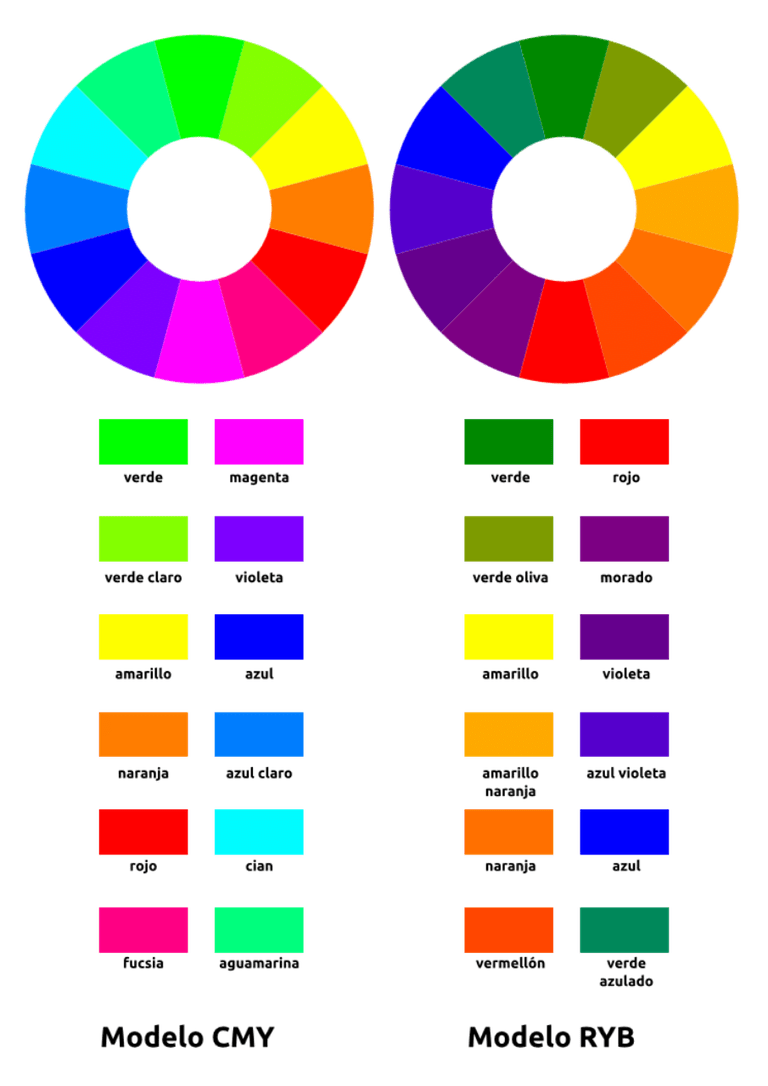 verde
magenta
verde claro
violeta
amarillo
azul
naranja
azul claro
rojo
cian
fucsia
aguamarina
Modelo CMY
verde
rojo
verde oliva
morado
amarillo
violeta
amarillo
naranja
azul violeta
naranja
azul
vermellón
verde
azulado
Modelo RYB